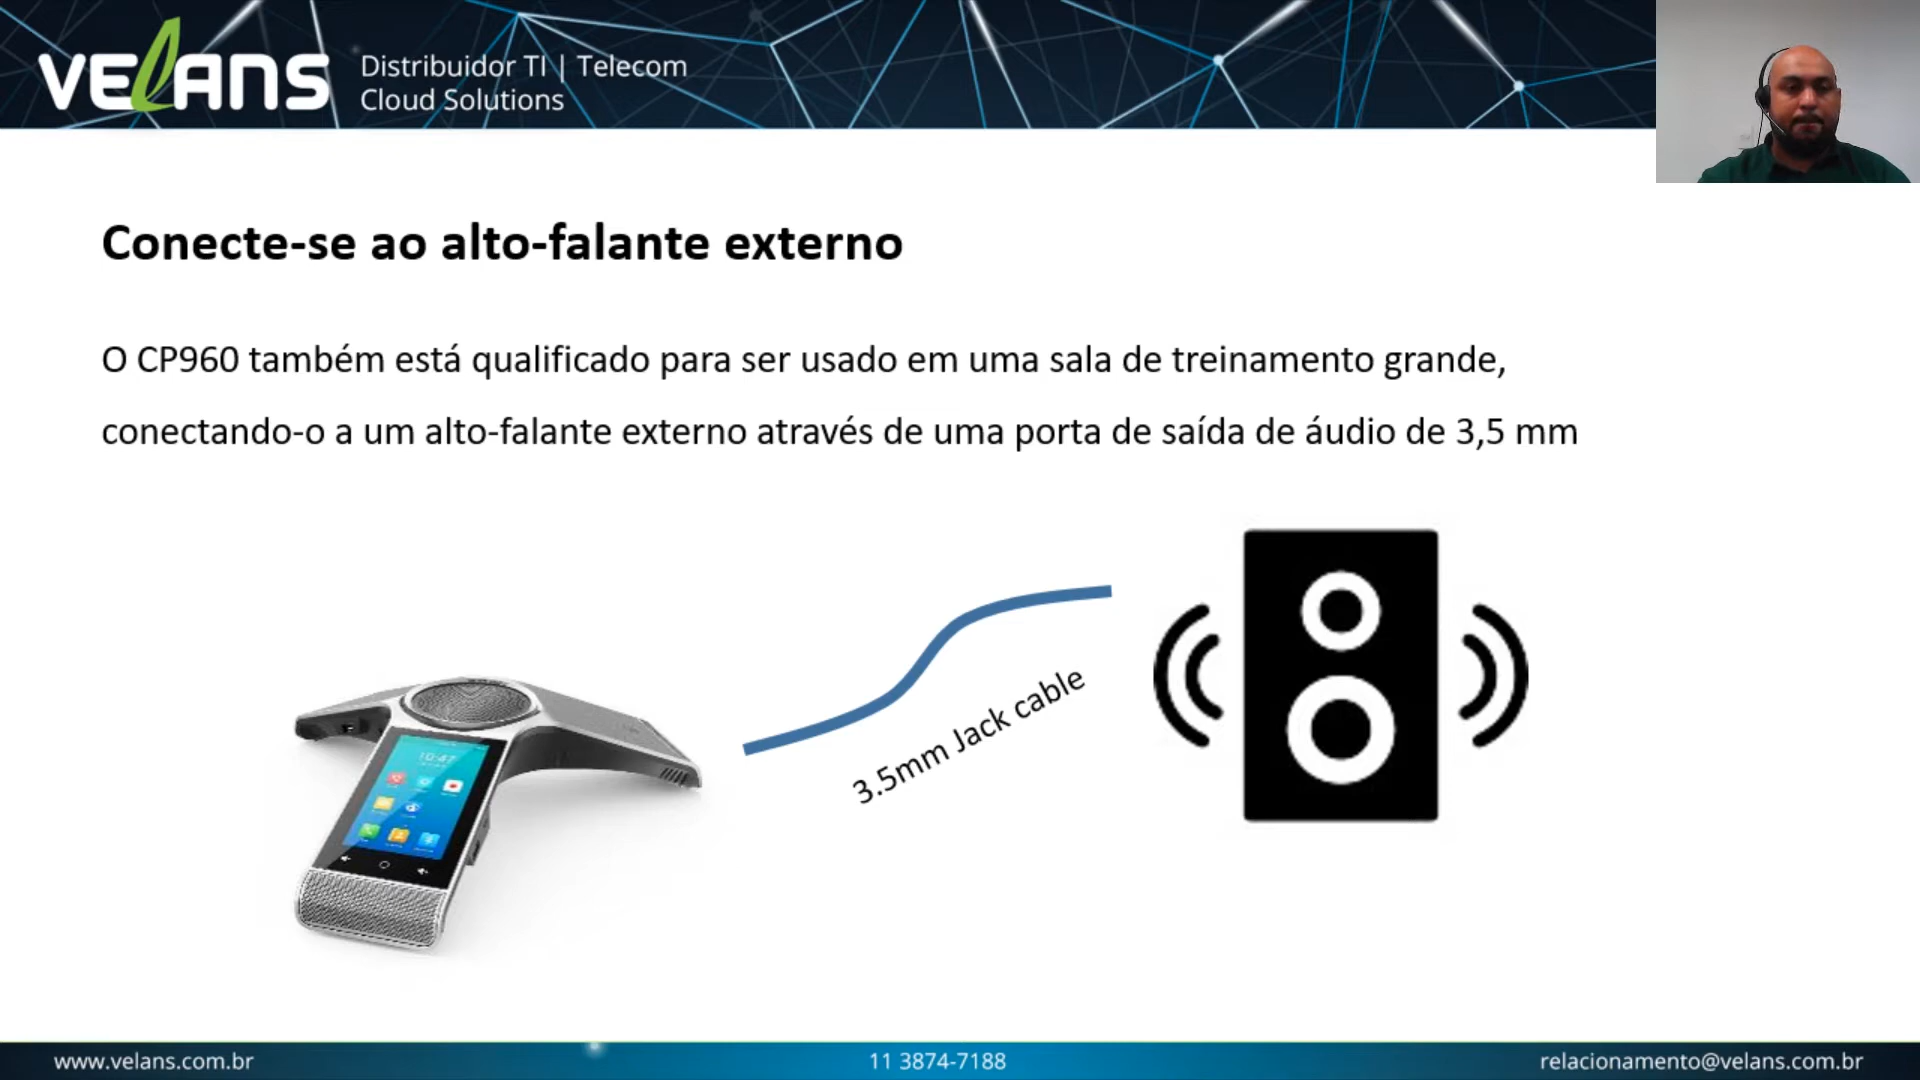 VELANS
Distribuidor TI | Telecom
Cloud Solutions
Conecte-se ao alto-falante externo
O CP960 também está qualificado para ser usado em uma sala de treinamento grande,
conectando-o a um alto-falante externo através de uma porta de saída de áudio de 3,5 mm
3.5mm Jack cable
10:47
www.velans.com.br
11 3874-7188
relacionamento@velans.com.br